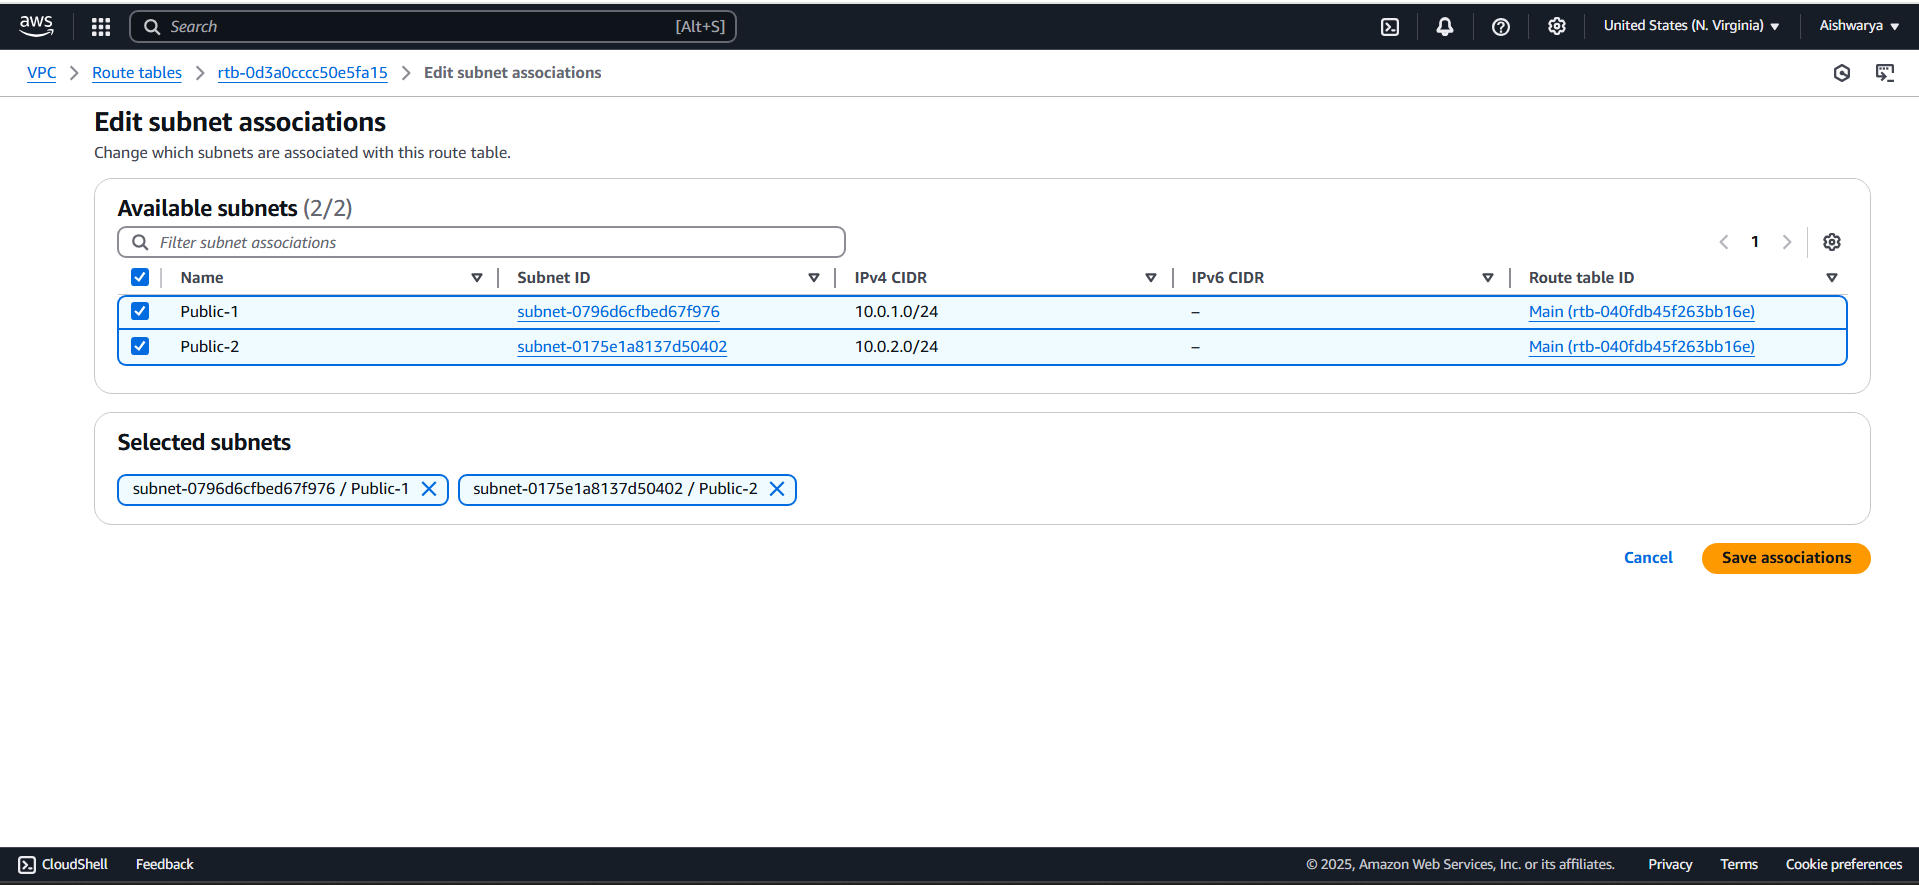 aws Search [Alt+S] United States (N. Virginia) Aishwarya
VPC Route tables rtb-0d3a0cccc50e5fa15 Edit subnet associations
Edit subnet associations
Change which subnets are associated with this route table.
Available subnets (2/2)
Filter subnet associations 1
Name Subnet ID IPv4 CIDR IPv6 CIDR Route table ID
Public-1 subnet-0796d6cfbed67f976 10.0.1.0/24 – Main (rtb-040fdb45f263bb16e)
Public-2 subnet-0175e1a8137d50402 10.0.2.0/24 – Main (rtb-040fdb45f263bb16e)
Selected subnets
subnet-0796d6cfbed67f976 / Public-1 subnet-0175e1a8137d50402 / Public-2
Cancel Save associations
CloudShell Feedback © 2025, Amazon Web Services, Inc. or its affiliates. Privacy Terms Cookie preferences